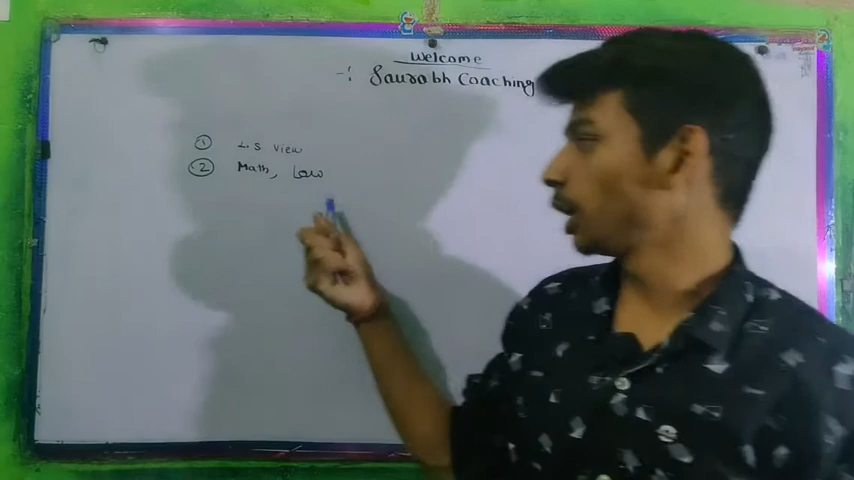 Welcome
-: Saurabh Coaching
① L.S View
② Math, Law